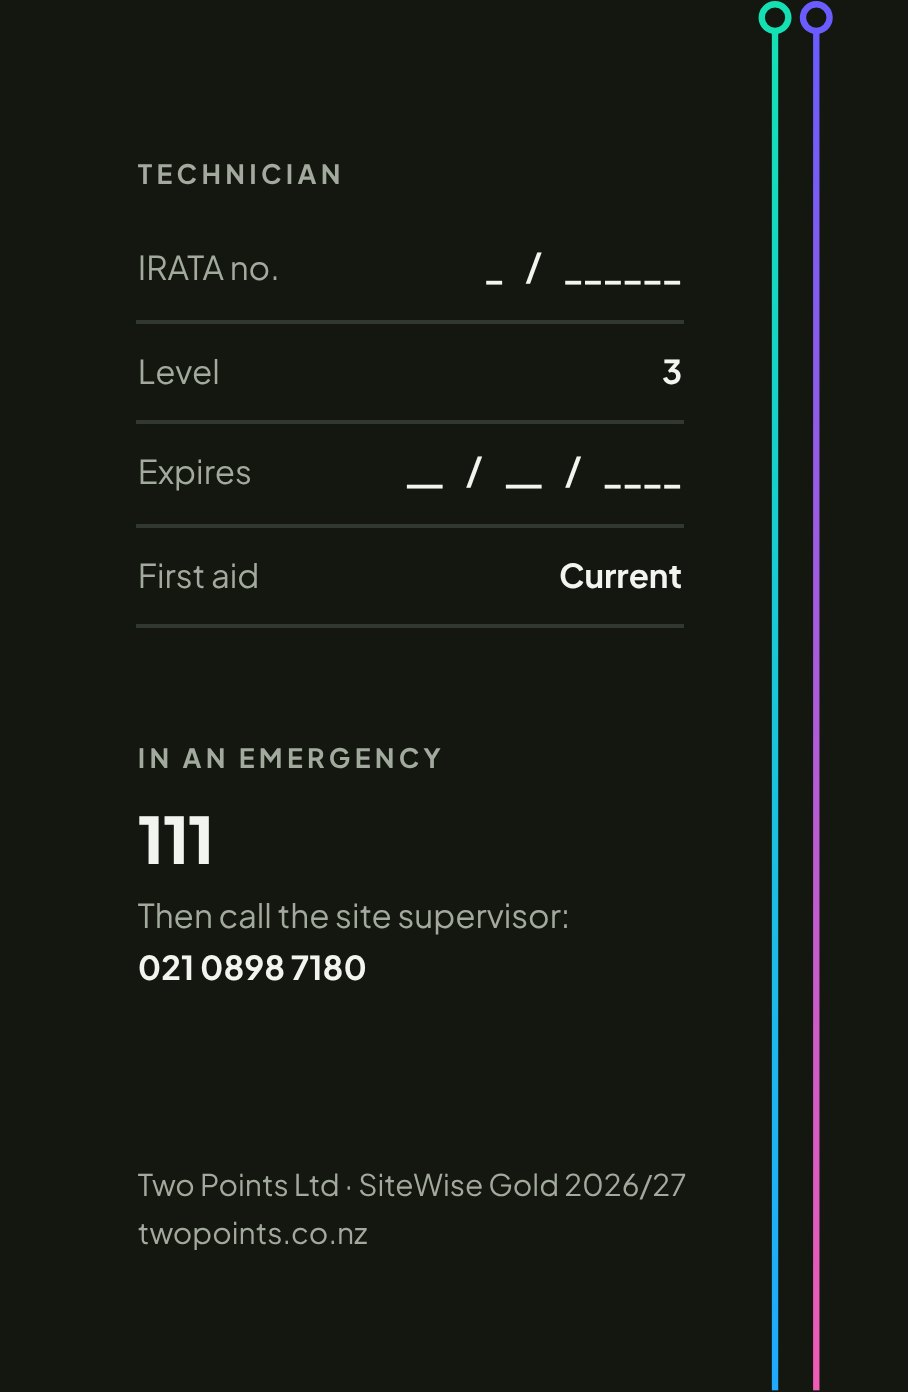 TECHNICIAN
IRATA no. _ / ______
Level 3
Expires __ / __ / ____
First aid Current
IN AN EMERGENCY
111
Then call the site supervisor:
021 0898 7180
Two Points Ltd · SiteWise Gold 2026/27
twopoints.co.nz